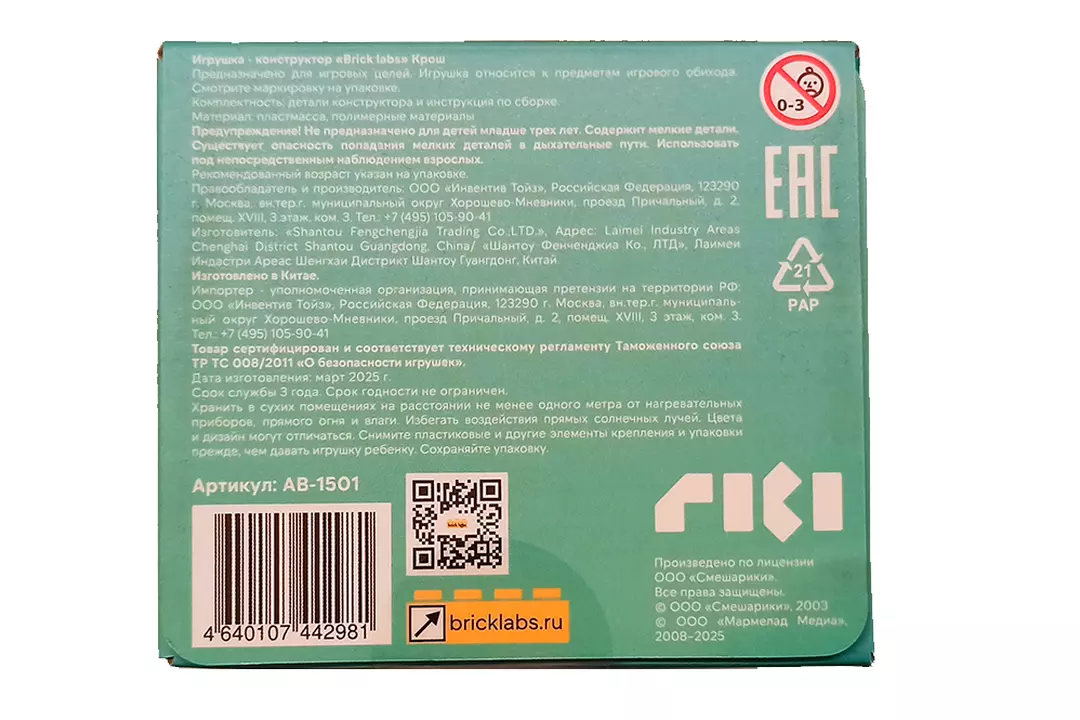 Игрушка - конструктор «Brick labs» Крош
Предназначено для игровых целей. Игрушка относится к предметам игрового обихода.
Смотрите маркировку на упаковке.
Комплектность: детали конструктора и инструкция по сборке.
Материал: пластмасса, полимерные материалы
Предупреждение! Не предназначено для детей младше трех лет. Содержит мелкие детали.
Существует опасность попадания мелких деталей в дыхательные пути. Использовать
под непосредственным наблюдением взрослых.
Рекомендованный возраст указан на упаковке.
Правообладатель и производитель: ООО «Инвентив Тойз», Российская Федерация, 123290
г. Москва, вн.тер.г. муниципальный округ Хорошево-Мневники, проезд Причальный, д. 2,
помещ. XVIII, 3 этаж, ком. 3. Тел.: +7 (495) 105-90-41
Изготовитель: «Shantou Fengchengjia Trading Co.,LTD.», Адрес: Laimei Industry Areas
Chenghai District Shantou Guangdong, China/ «Шантоу Фенченджиа Ко., ЛТД», Лаимеи
Индастри Ареас Шенгхаи Дистрикт Шантоу Гуангдонг, Китай
Изготовлено в Китае.
Импортер - уполномоченная организация, принимающая претензии на территории РФ:
ООО «Инвентив Тойз», Российская Федерация, 123290 г. Москва, вн.тер.г. муниципаль-
ный округ Хорошево-Мневники, проезд Причальный, д. 2, помещ. XVIII, 3 этаж, ком. 3.
Тел.: +7 (495) 105-90-41
Товар сертифицирован и соответствует техническому регламенту Таможенного союза
ТР ТС 008/2011 «О безопасности игрушек».
Дата изготовления: март 2025 г.
Срок службы 3 года. Срок годности не ограничен.
Хранить в сухих помещениях на расстоянии не менее одного метра от нагревательных
приборов, прямого огня и влаги. Избегать воздействия прямых солнечных лучей. Цвета
и дизайн могут отличаться. Снимите пластиковые и другие элементы крепления и упаковки
прежде, чем давать игрушку ребенку. Сохраняйте упаковку.
0-3
EAC
21
PAP
Артикул: АВ-1501
4 640107 442981
bricklabs.ru
riki
Произведено по лицензии
ООО «Смешарики».
Все права защищены.
© ООО «Смешарики», 2003
© ООО «Мармелад Медиа»,
2008-2025